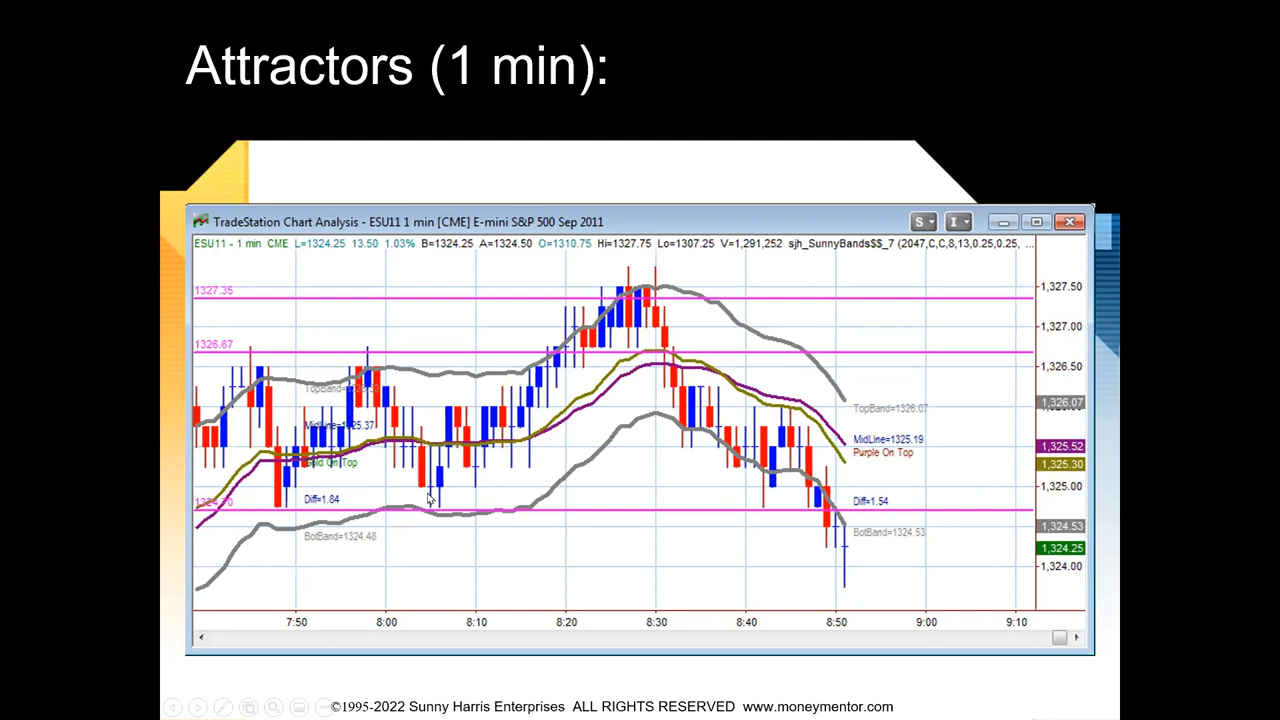 Attractors (1 min):
TradeStation Chart Analysis - ESU11 1 min [CME] E-mini S&P 500 Sep 2011
S
I
ESU11 - 1 min CME L=1324.25 13.50 1.03% B=1324.25 A=1324.50 O=1310.75 Hi=1327.75 Lo=1307.25 V=1,291,252 sjh_SunnyBands$$_7 (2047,C,C,8,13,0.25,0.25, ...
1327.35
1,327.50
1,327.00
1326.67
1,326.50
1,326.07
TopBand=1326.07
MidLine=1325.19
1,325.52
Purple On Top
1,325.30
1,325.00
Diff=1.84
Diff=1.54
1,324.53
BotBand=1324.48
BotBand=1324.53
1,324.25
1,324.00
7:50 8:00 8:10 8:20 8:30 8:40 8:50 9:00 9:10
©1995-2022 Sunny Harris Enterprises ALL RIGHTS RESERVED www.moneymentor.com